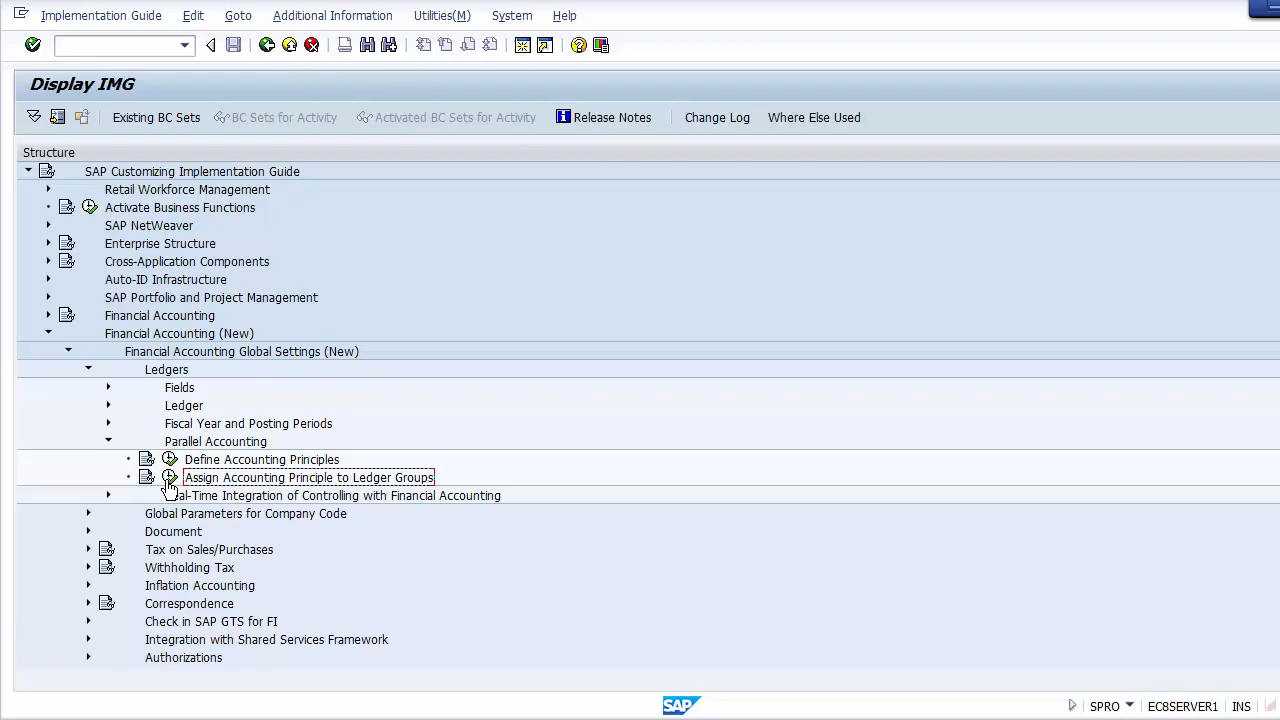 Implementation Guide Edit Goto Additional Information Utilities(M) System Help
Display IMG
Existing BC Sets BC Sets for Activity Activated BC Sets for Activity Release Notes Change Log Where Else Used
Structure
SAP Customizing Implementation Guide
Retail Workforce Management
Activate Business Functions
SAP NetWeaver
Enterprise Structure
Cross-Application Components
Auto-ID Infrastructure
SAP Portfolio and Project Management
Financial Accounting
Financial Accounting (New)
Financial Accounting Global Settings (New)
Ledgers
Fields
Ledger
Fiscal Year and Posting Periods
Parallel Accounting
Define Accounting Principles
Assign Accounting Principle to Ledger Groups
al-Time Integration of Controlling with Financial Accounting
Global Parameters for Company Code
Document
Tax on Sales/Purchases
Withholding Tax
Inflation Accounting
Correspondence
Check in SAP GTS for FI
Integration with Shared Services Framework
Authorizations
SAP SPRO EC8SERVER1 INS